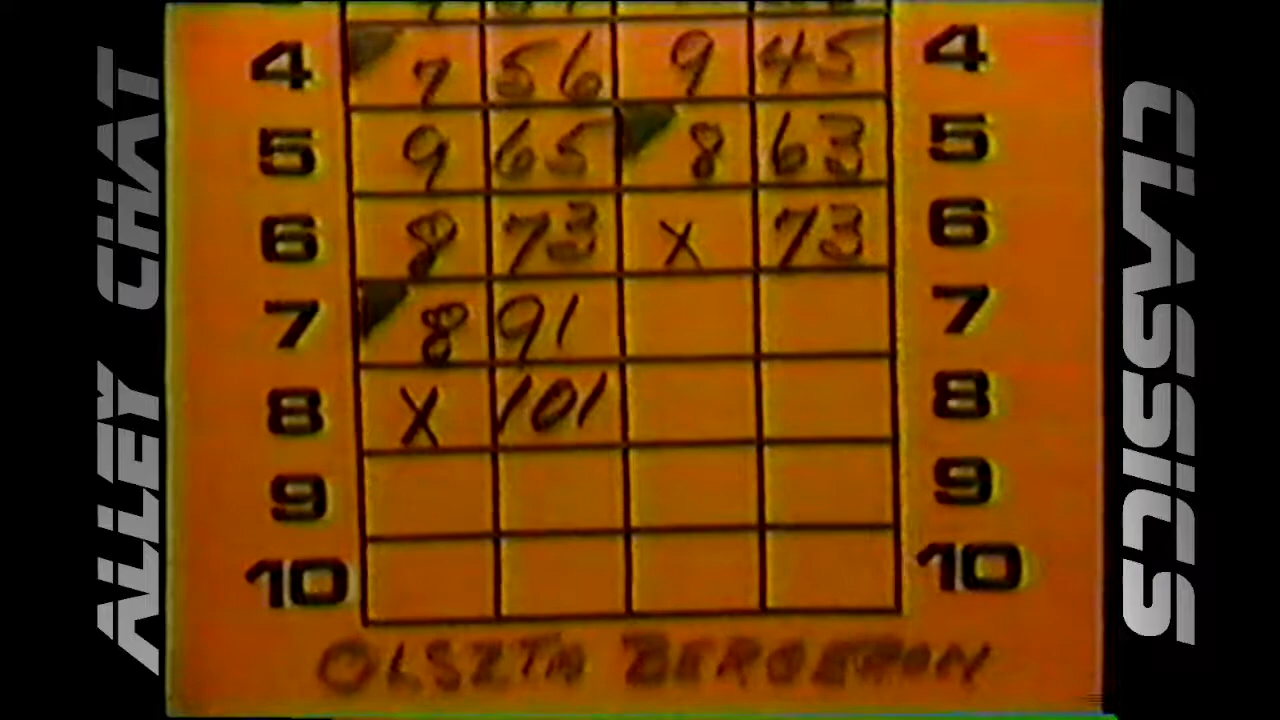 ALLEY CHAT
4 7 56 9 45 4
5 9 65 8 63 5
6 8 73 X 73 6
7 8 91 7
8 X 101 8
9 9
10 10
OLSZTA BERGERON
CLASSICS